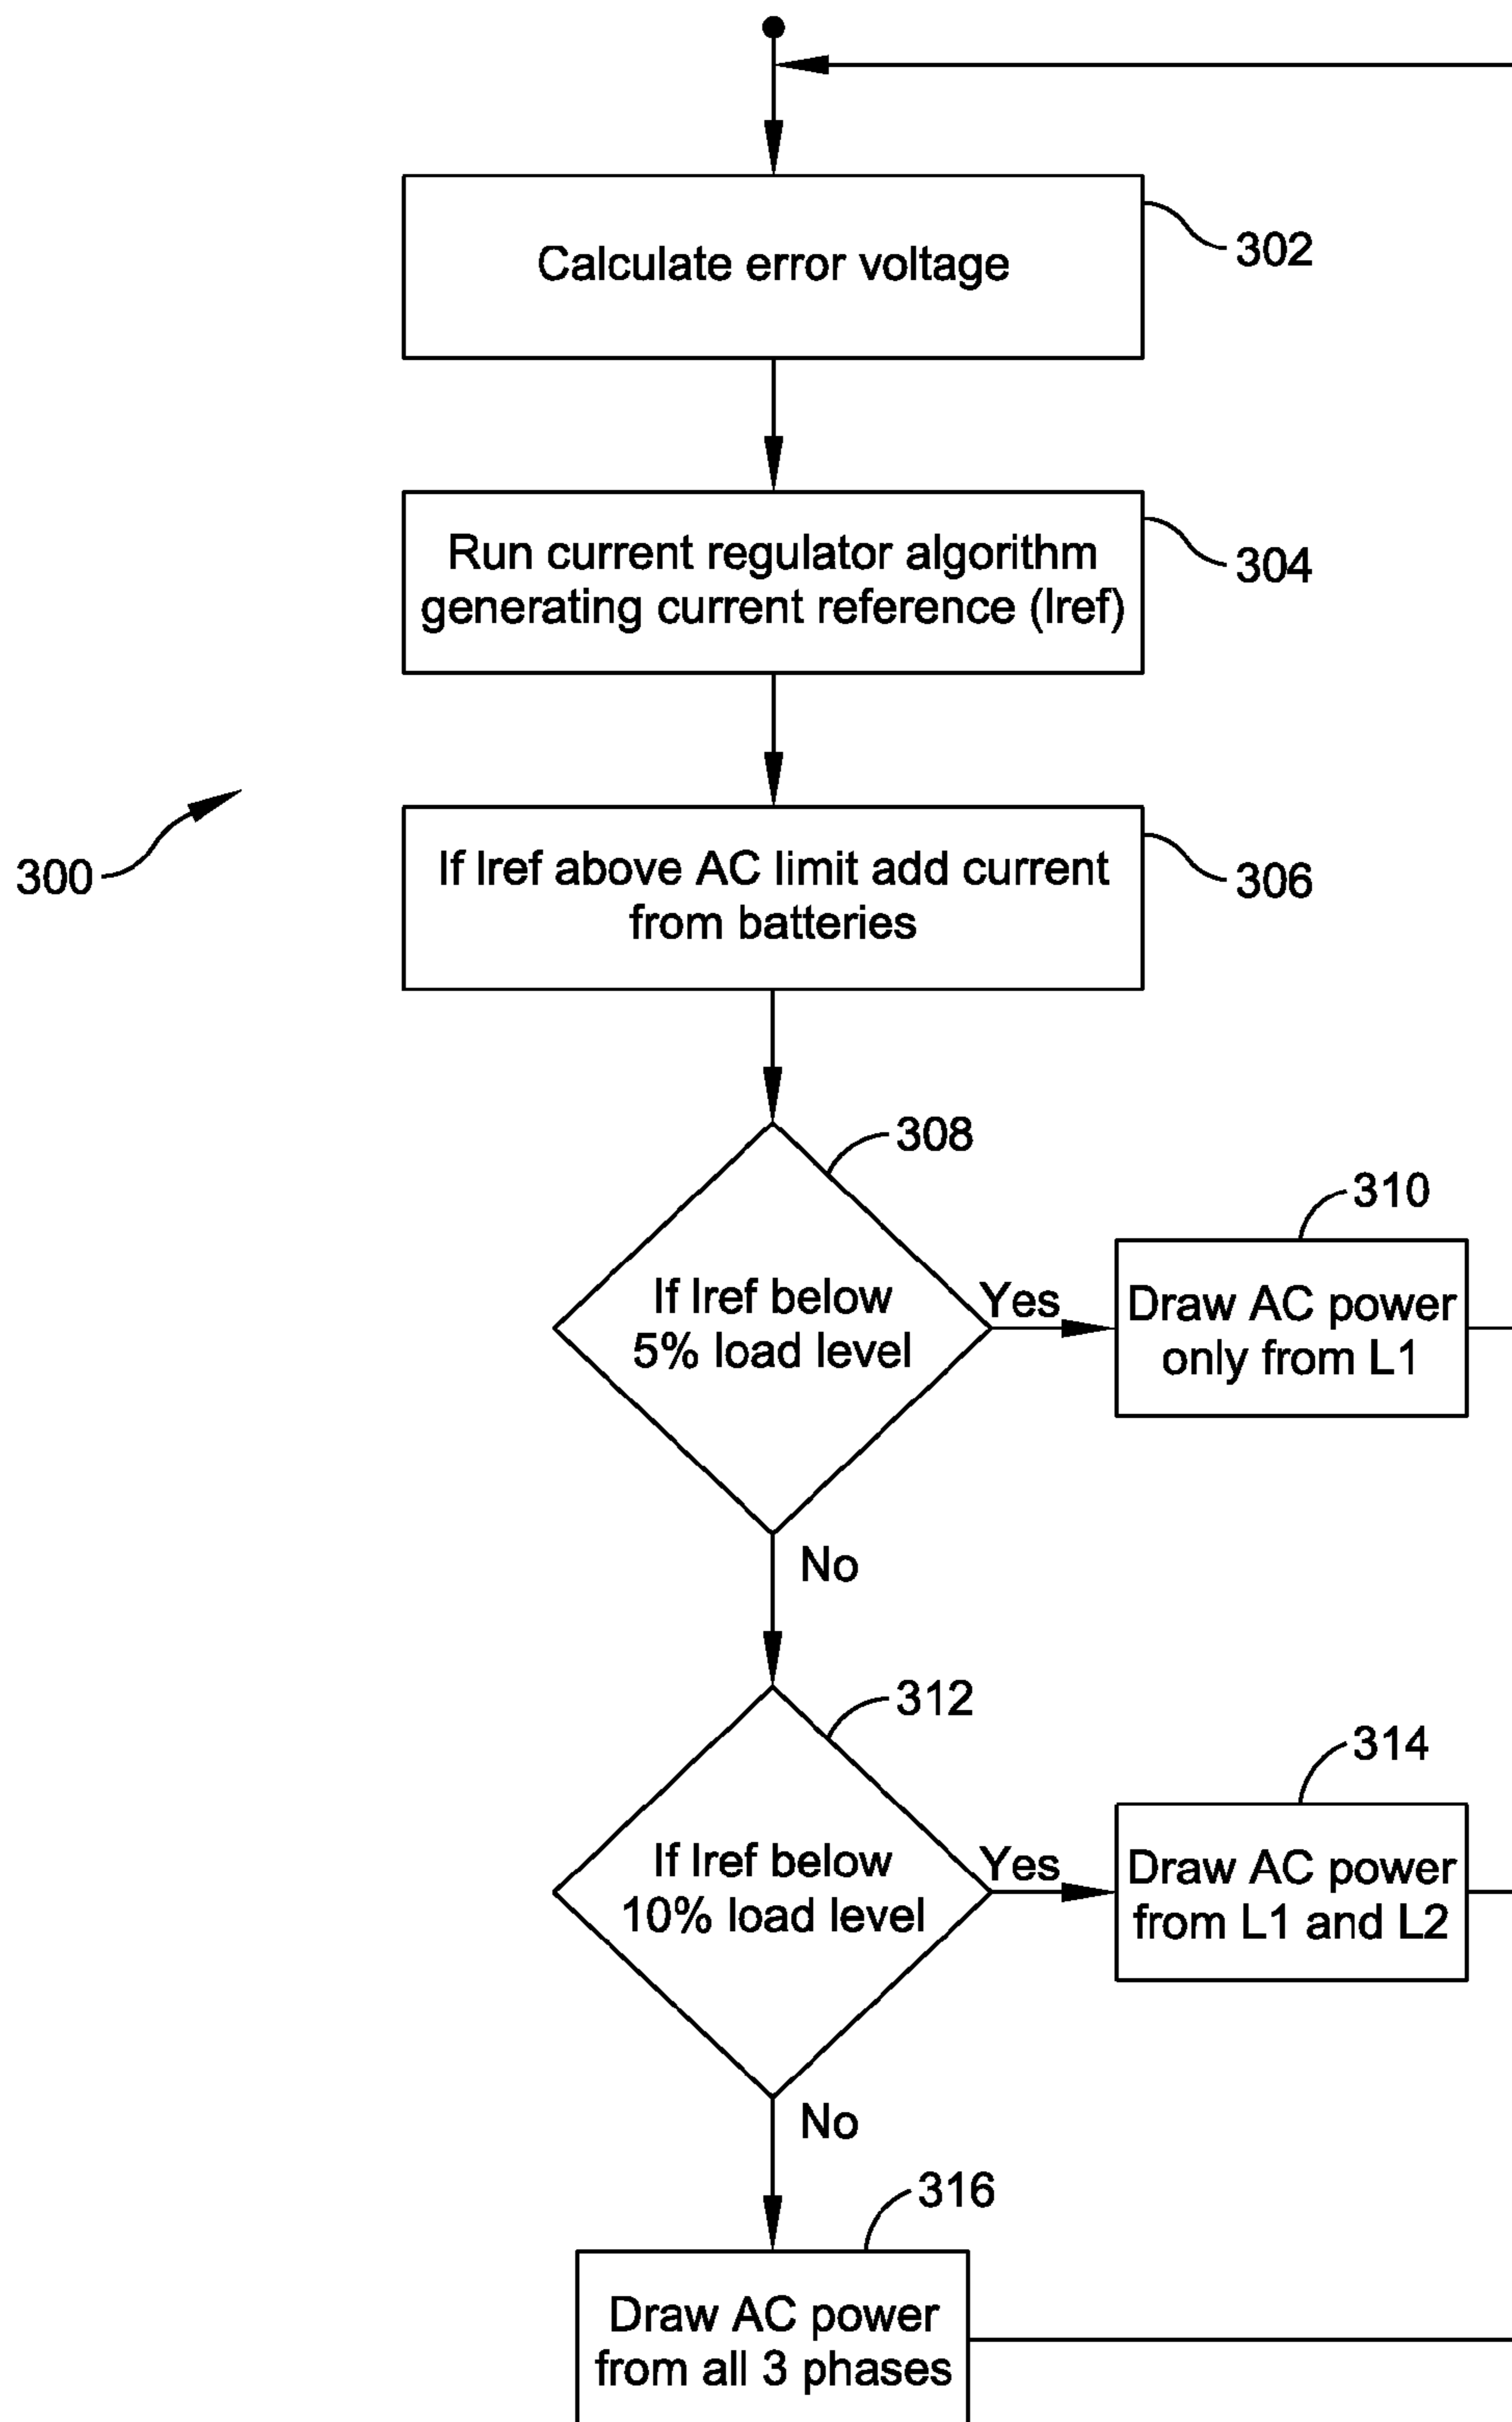 Calculate error voltage
302
Run current regulator algorithm
generating current reference (Iref)
304
300
If Iref above AC limit add current
from batteries
306
308
310
If Iref below
5% load level
Yes
Draw AC power
only from L1
No
312
314
If Iref below
10% load level
Yes
Draw AC power
from L1 and L2
No
316
Draw AC power
from all 3 phases